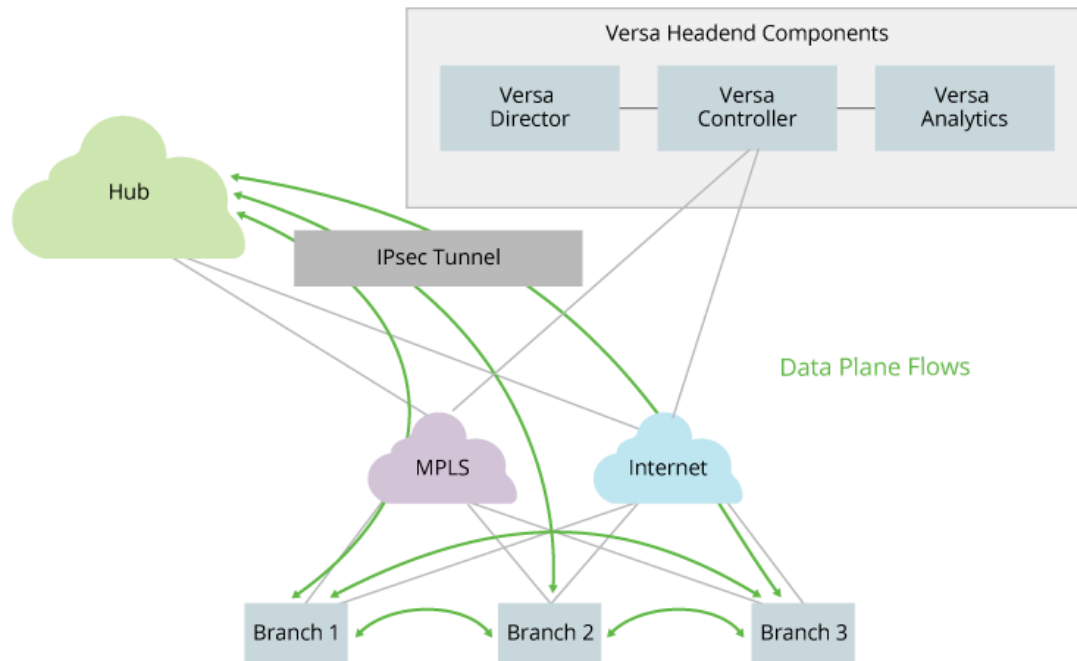 Versa Headend Components
Versa
Director
Versa
Controller
Versa
Analytics
Hub
IPsec Tunnel
Data Plane Flows
MPLS
Internet
Branch 1
Branch 2
Branch 3